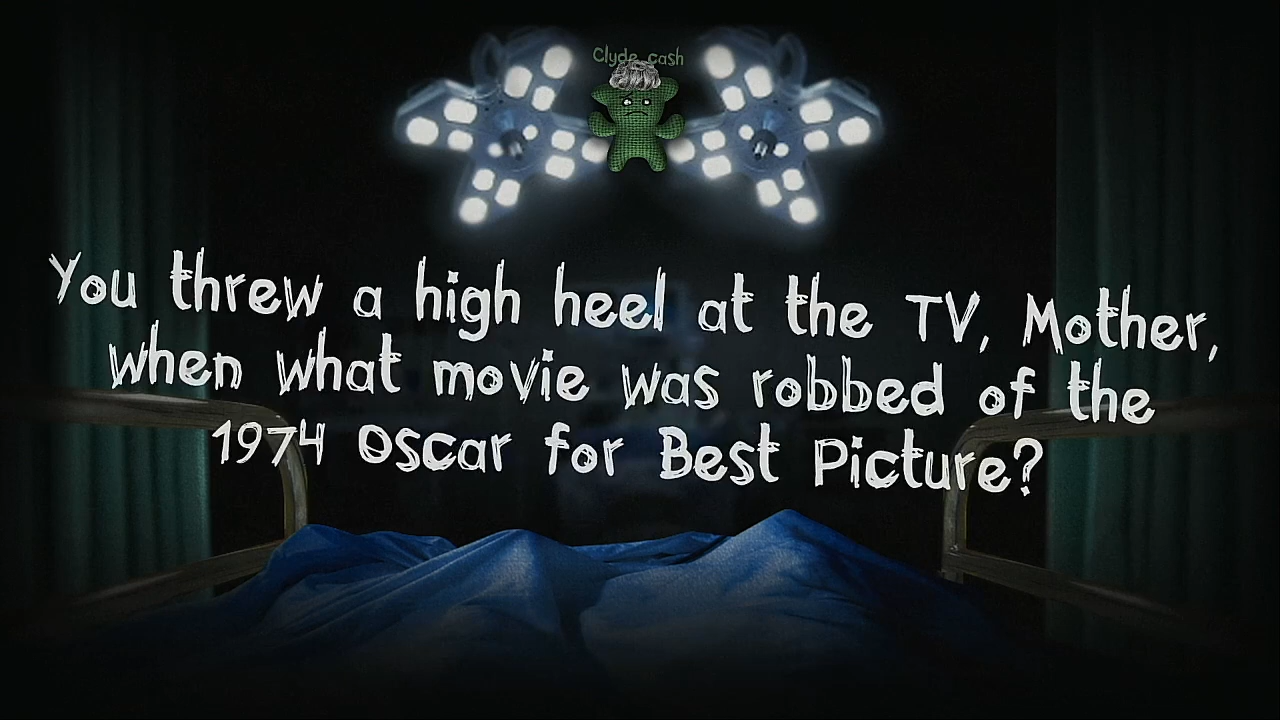 Clyde cash
You threw a high heel at the TV, Mother,
when what movie was robbed of the
1974 Oscar for Best Picture?